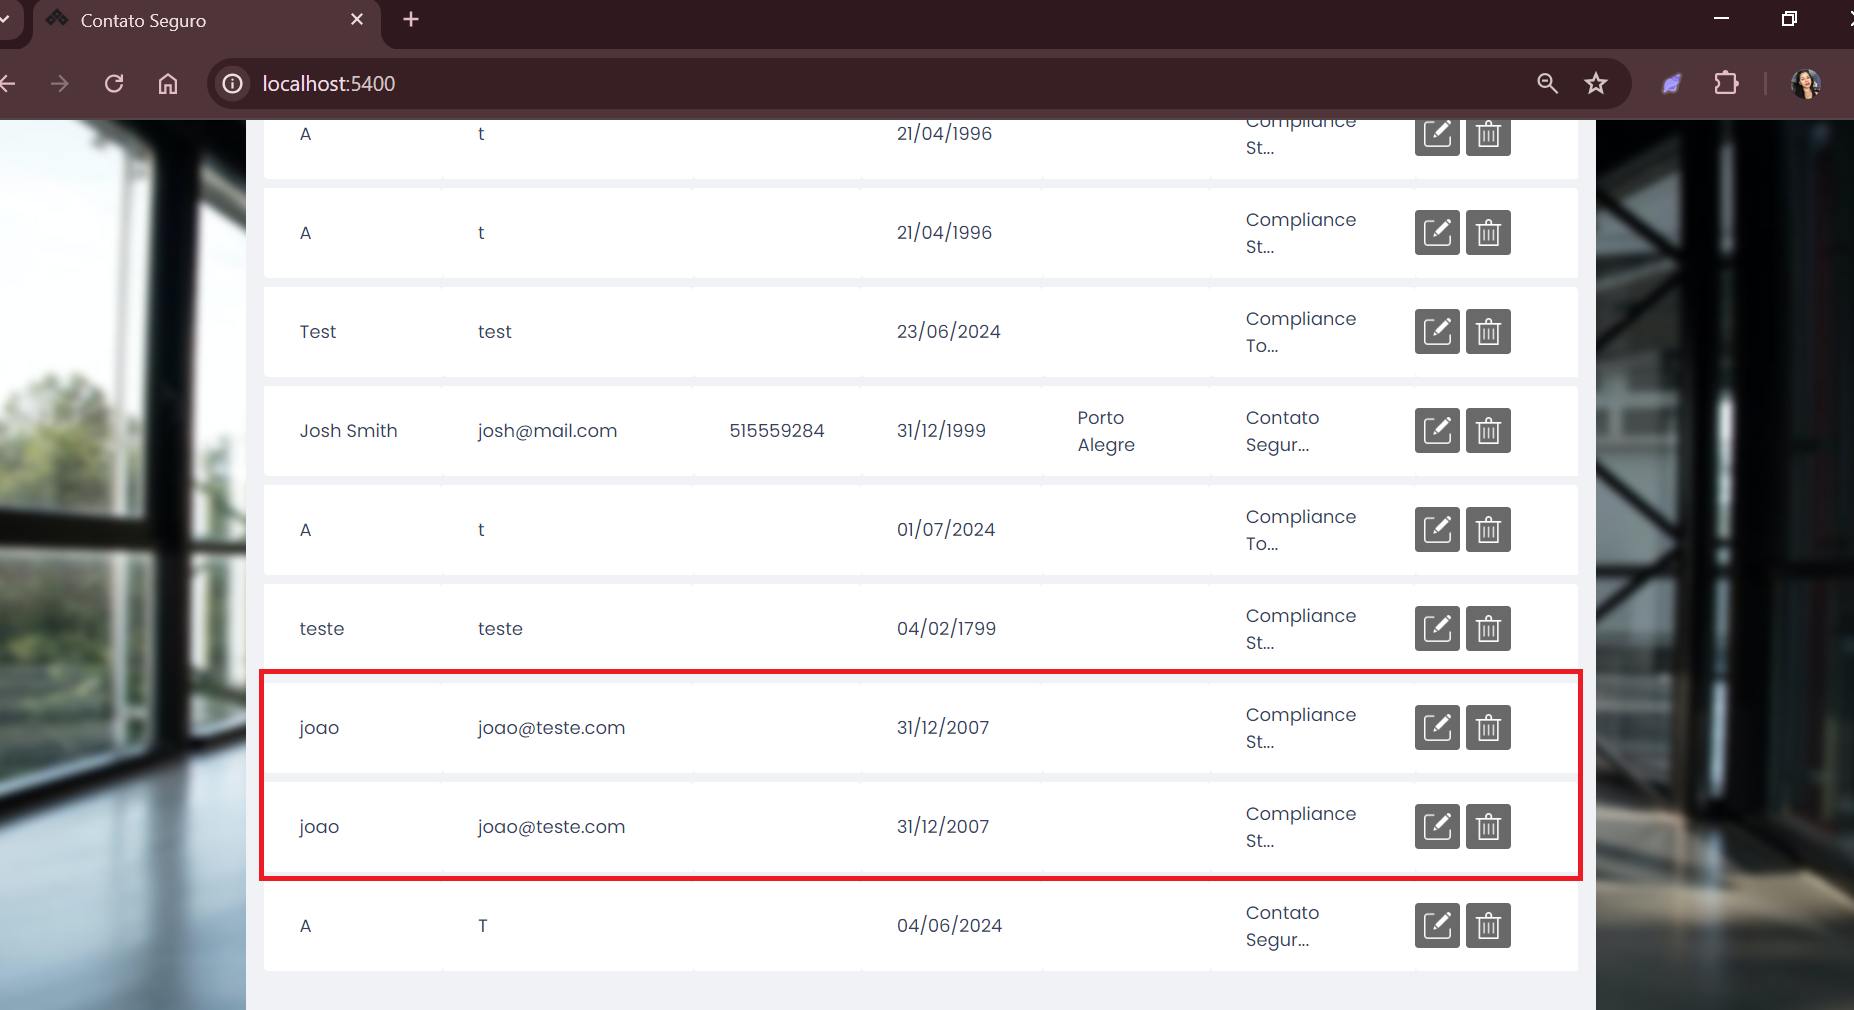 Contato Seguro
localhost:5400
A t 21/04/1996 Compliance
St...
A t 21/04/1996 Compliance
St...
Test test 23/06/2024 Compliance
To...
Josh Smith josh@mail.com 515559284 31/12/1999 Porto Contato
Alegre Segur...
A t 01/07/2024 Compliance
To...
teste teste 04/02/1799 Compliance
St...
joao joao@teste.com 31/12/2007 Compliance
St...
joao joao@teste.com 31/12/2007 Compliance
St...
A T 04/06/2024 Contato
Segur...